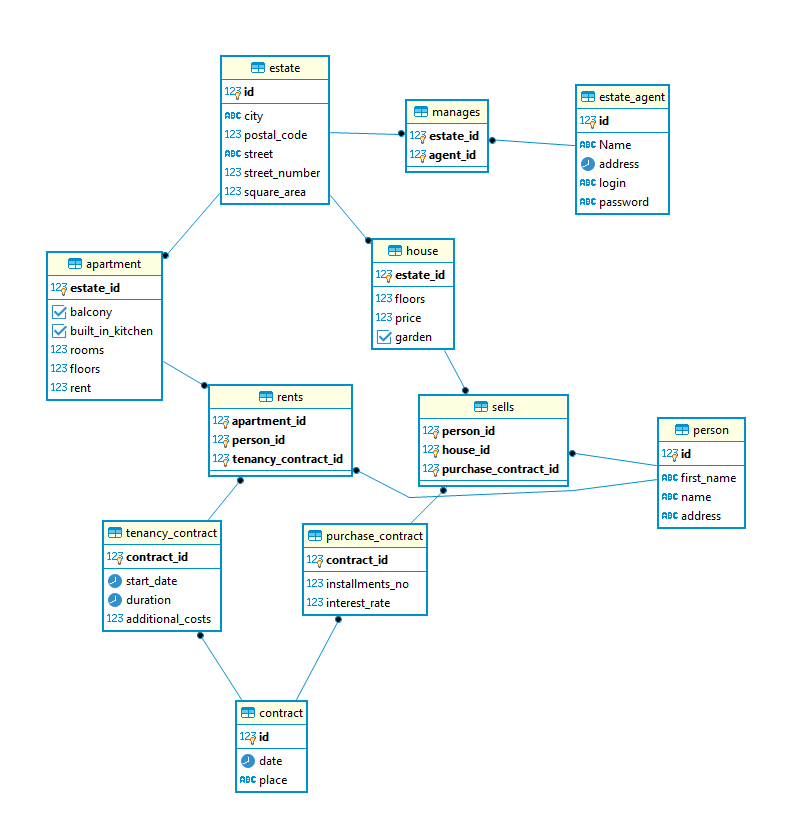 estate
123 id
ABC city
123 postal_code
ABC street
123 street_number
123 square_area
manages
123 estate_id
123 agent_id
estate_agent
123 id
ABC Name
address
ABC login
ABC password
apartment
123 estate_id
balcony
built_in_kitchen
123 rooms
123 floors
123 rent
house
123 estate_id
123 floors
123 price
garden
rents
123 apartment_id
123 person_id
123 tenancy_contract_id
sells
123 person_id
123 house_id
123 purchase_contract_id
person
123 id
ABC first_name
ABC name
ABC address
tenancy_contract
123 contract_id
start_date
duration
123 additional_costs
purchase_contract
123 contract_id
123 installments_no
123 interest_rate
contract
123 id
date
ABC place